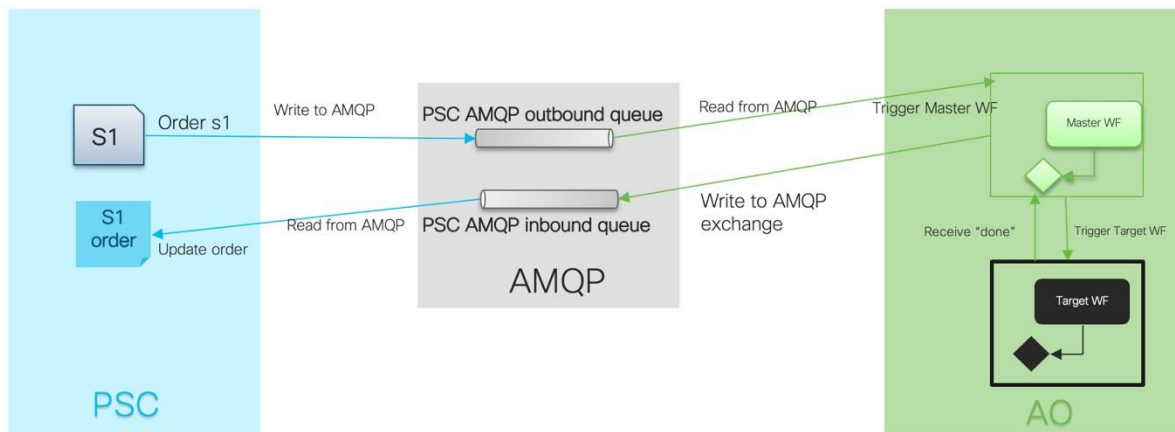 S1
Order s1
Write to AMQP
PSC AMQP outbound queue
Read from AMQP
Trigger Master WF
Master WF
S1
order
Update order
Read from AMQP
PSC AMQP inbound queue
Write to AMQP
exchange
Receive “done”
Trigger Target WF
Target WF
PSC
AMQP
AO